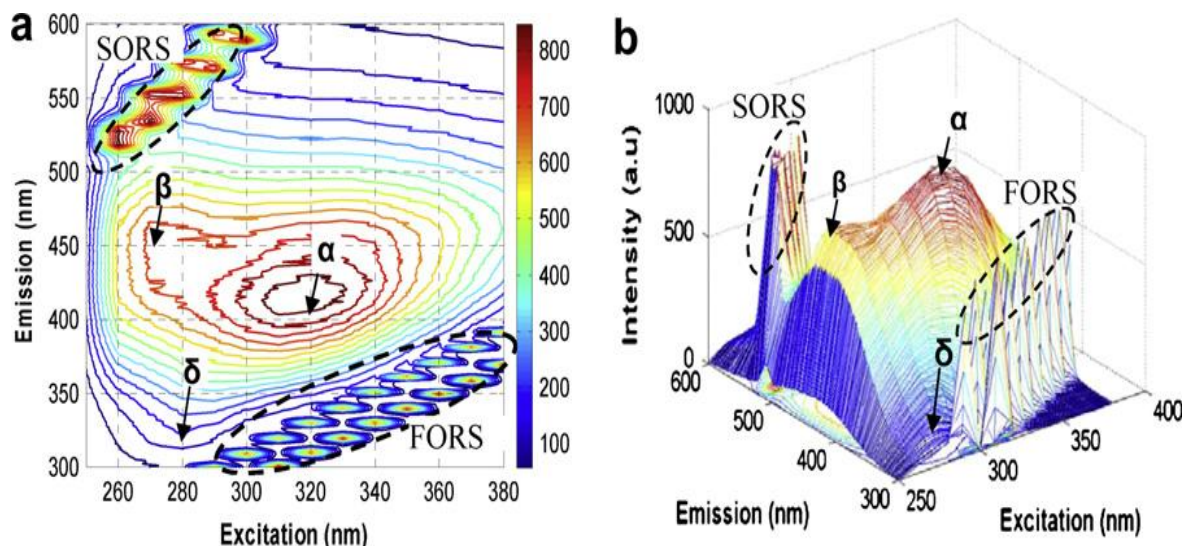 a
600
550
500
450
400
350
300
Emission (nm)
SORS
β
α
δ
FORS
260 280 300 320 340 360 380
Excitation (nm)
800
700
600
500
400
300
200
100
b
1000
500
0
Intensity (a.u)
SORS
α
β
FORS
δ
600
500
400
300
Emission (nm)
250
300
350
400
Excitation (nm)